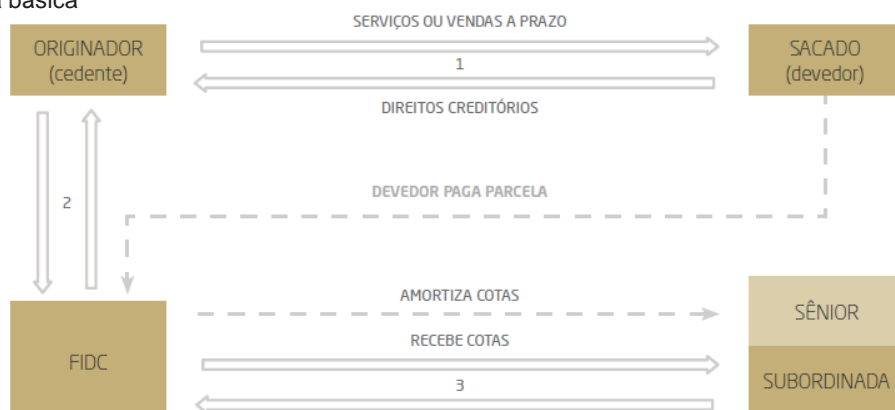 a básica
SERVIÇOS OU VENDAS A PRAZO
ORIGINADOR
(cedente)
1
SACADO
(devedor)
DIREITOS CREDITÓRIOS
2
DEVEDOR PAGA PARCELA
AMORTIZA COTAS
SÊNIOR
RECEBE COTAS
FIDC
3
SUBORDINADA